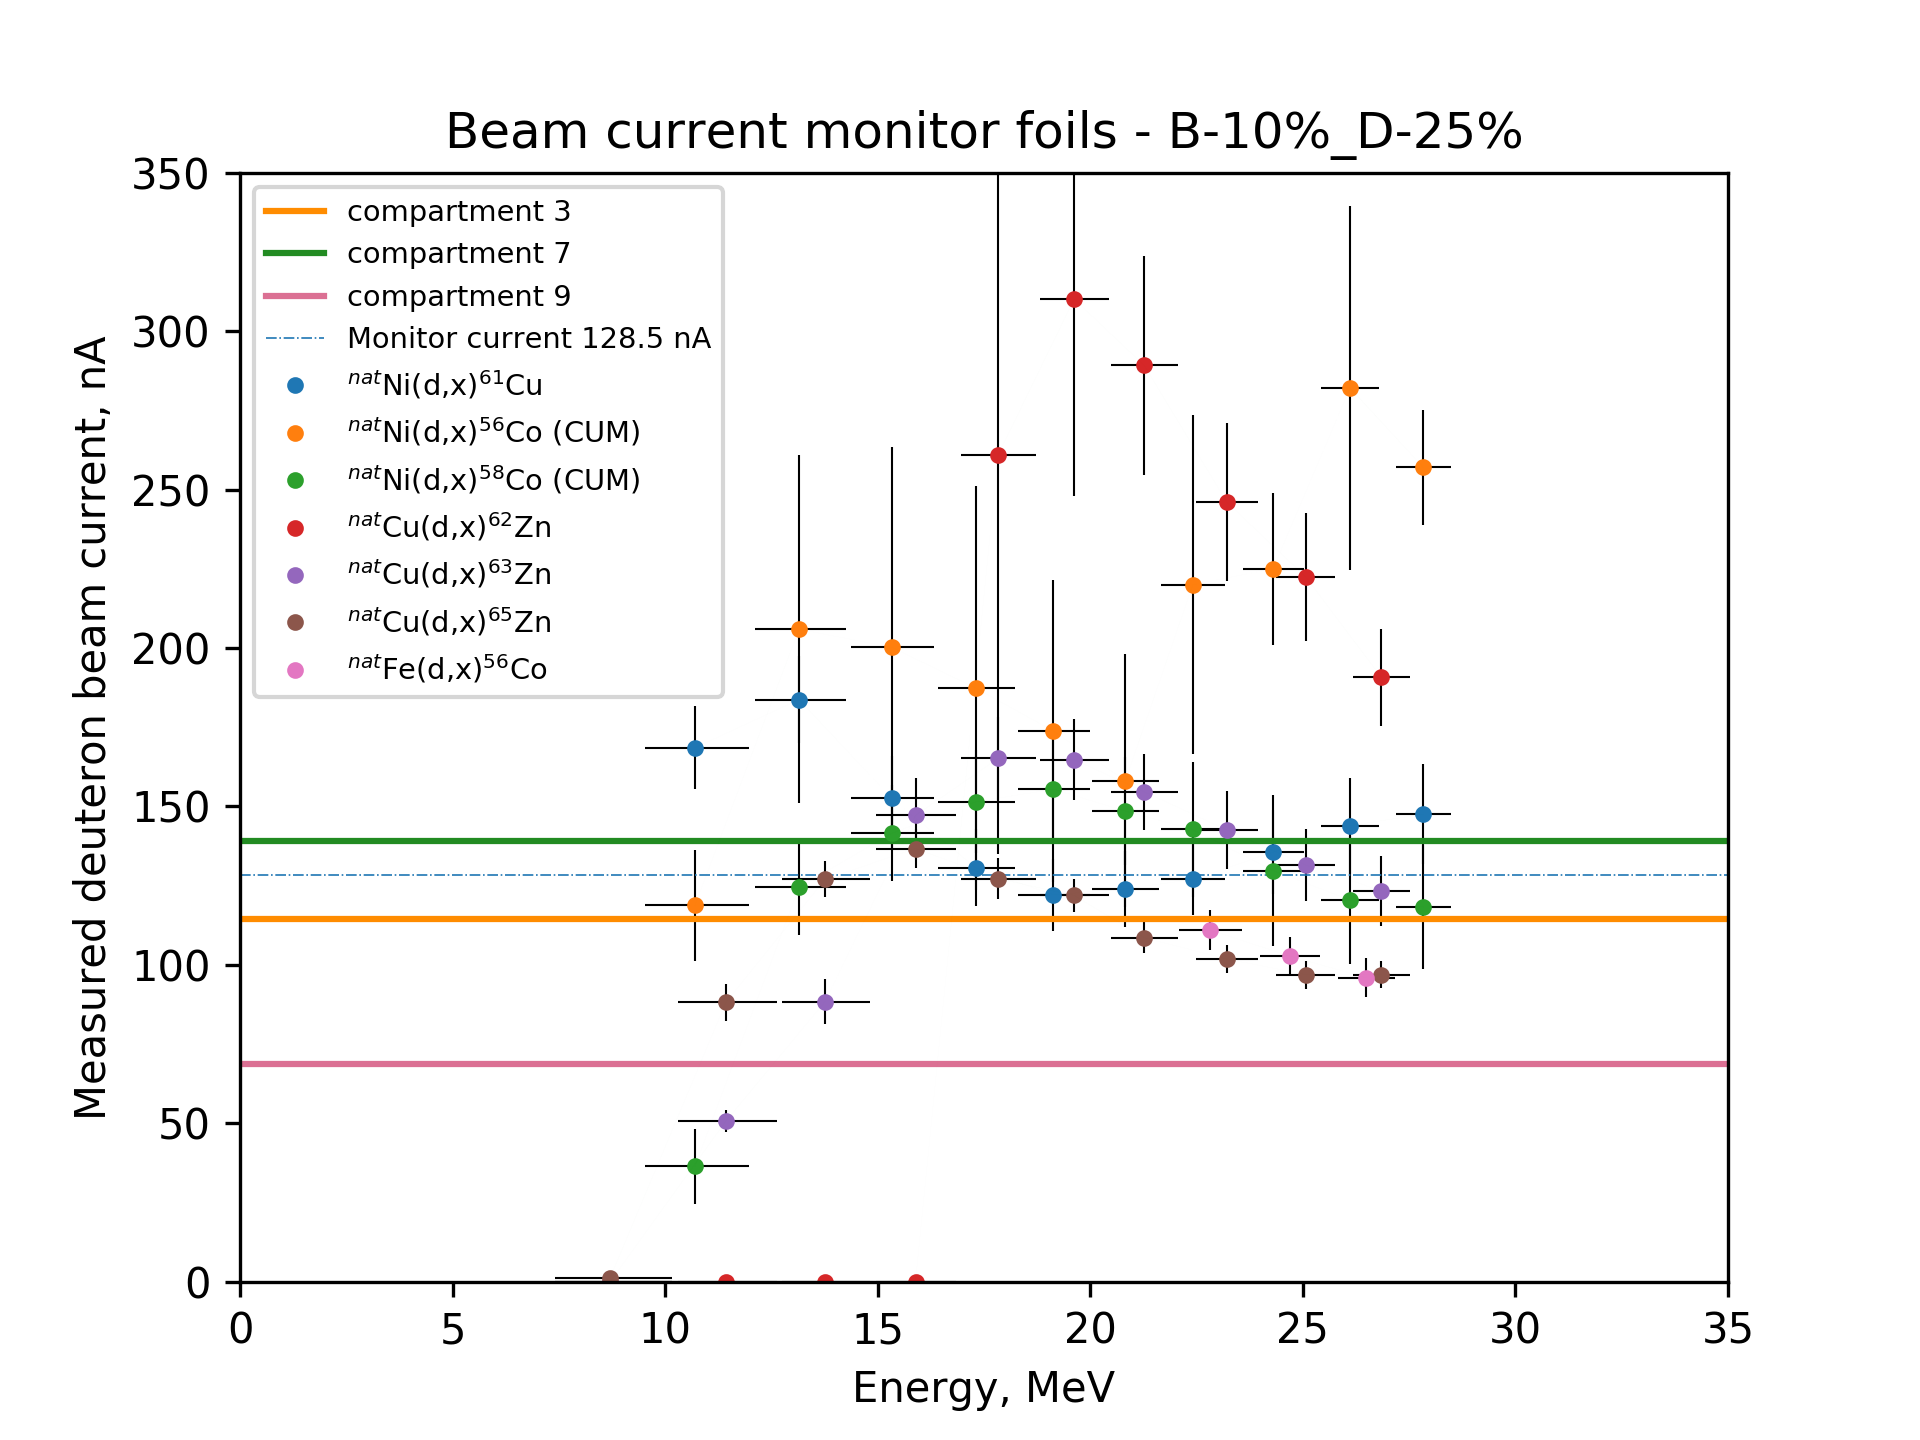 Beam current monitor foils - B-10%_D-25%
350
300
250
200
150
100
50
0
Measured deuteron beam current, nA
compartment 3
compartment 7
compartment 9
Monitor current 128.5 nA
natNi(d,x)61Cu
natNi(d,x)56Co (CUM)
natNi(d,x)58Co (CUM)
natCu(d,x)62Zn
natCu(d,x)63Zn
natCu(d,x)65Zn
natFe(d,x)56Co
0 5 10 15 20 25 30 35
Energy, MeV